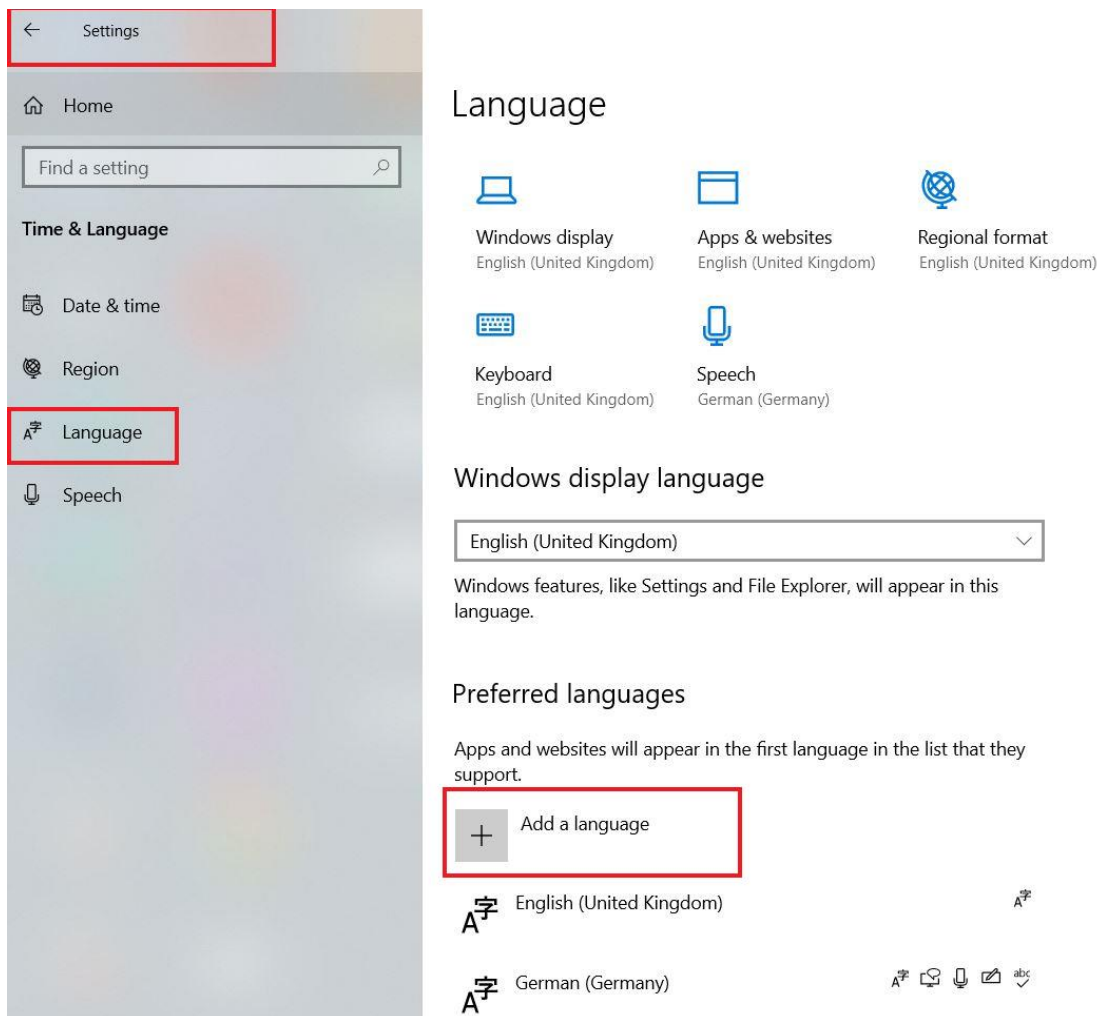 Settings
Home
Find a setting
Time & Language
Date & time
Region
Language
Speech
Language
Windows display
English (United Kingdom)
Apps & websites
English (United Kingdom)
Regional format
English (United Kingdom)
Keyboard
English (United Kingdom)
Speech
German (Germany)
Windows display language
English (United Kingdom)
Windows features, like Settings and File Explorer, will appear in this
language.
Preferred languages
Apps and websites will appear in the first language in the list that they
support.
Add a language
English (United Kingdom)
German (Germany)